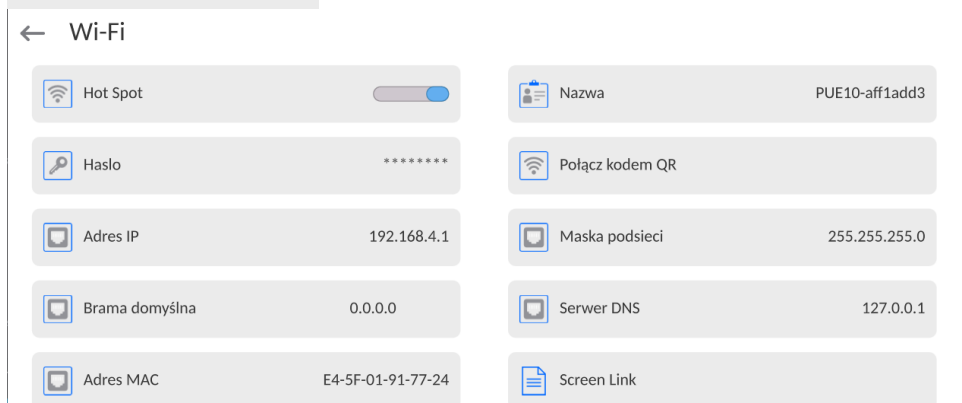 Wi-Fi
Hot Spot
Nazwa PUE10-aff1add3
Haslo ********
Połącz kodem QR
Adres IP 192.168.4.1
Maska podsieci 255.255.255.0
Brama domyślna 0.0.0.0
Serwer DNS 127.0.0.1
Adres MAC E4-5F-01-91-77-24
Screen Link